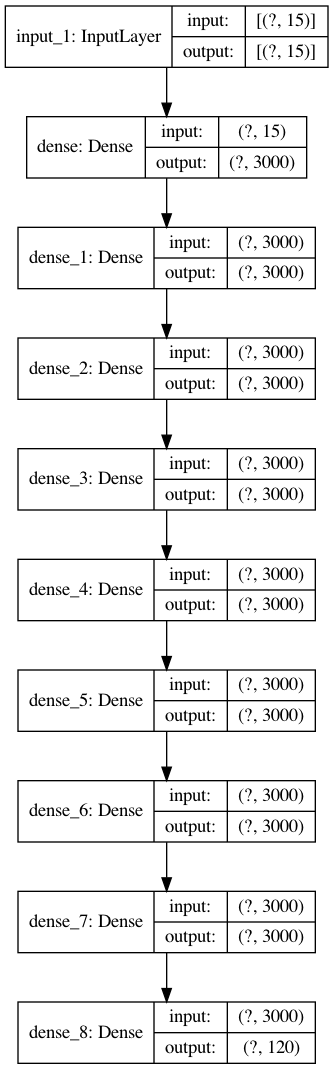 input_1: InputLayer
input: [(?, 15)]
output: [(?, 15)]
dense: Dense
input: (?, 15)
output: (?, 3000)
dense_1: Dense
input: (?, 3000)
output: (?, 3000)
dense_2: Dense
input: (?, 3000)
output: (?, 3000)
dense_3: Dense
input: (?, 3000)
output: (?, 3000)
dense_4: Dense
input: (?, 3000)
output: (?, 3000)
dense_5: Dense
input: (?, 3000)
output: (?, 3000)
dense_6: Dense
input: (?, 3000)
output: (?, 3000)
dense_7: Dense
input: (?, 3000)
output: (?, 3000)
dense_8: Dense
input: (?, 3000)
output: (?, 120)